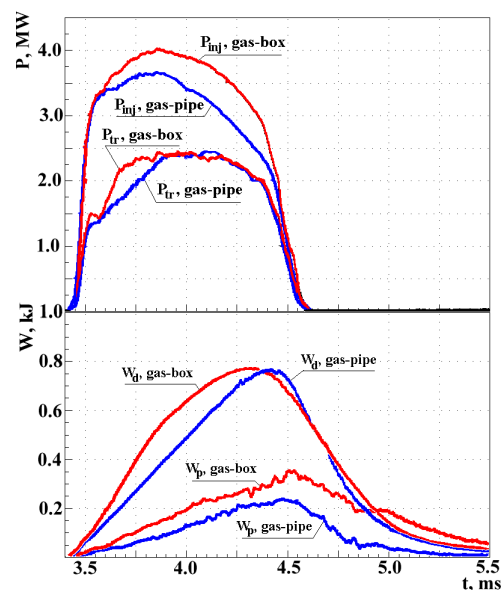 P, MW
4.0
3.0
2.0
1.0
P_inj, gas-box
P_inj, gas-pipe
P_tr, gas-box
P_tr, gas-pipe
W, kJ
1.0
0.8
0.6
0.4
0.2
W_d, gas-box
W_d, gas-pipe
W_p, gas-box
W_p, gas-pipe
3.5 4.0 4.5 5.0 5.5
t, ms